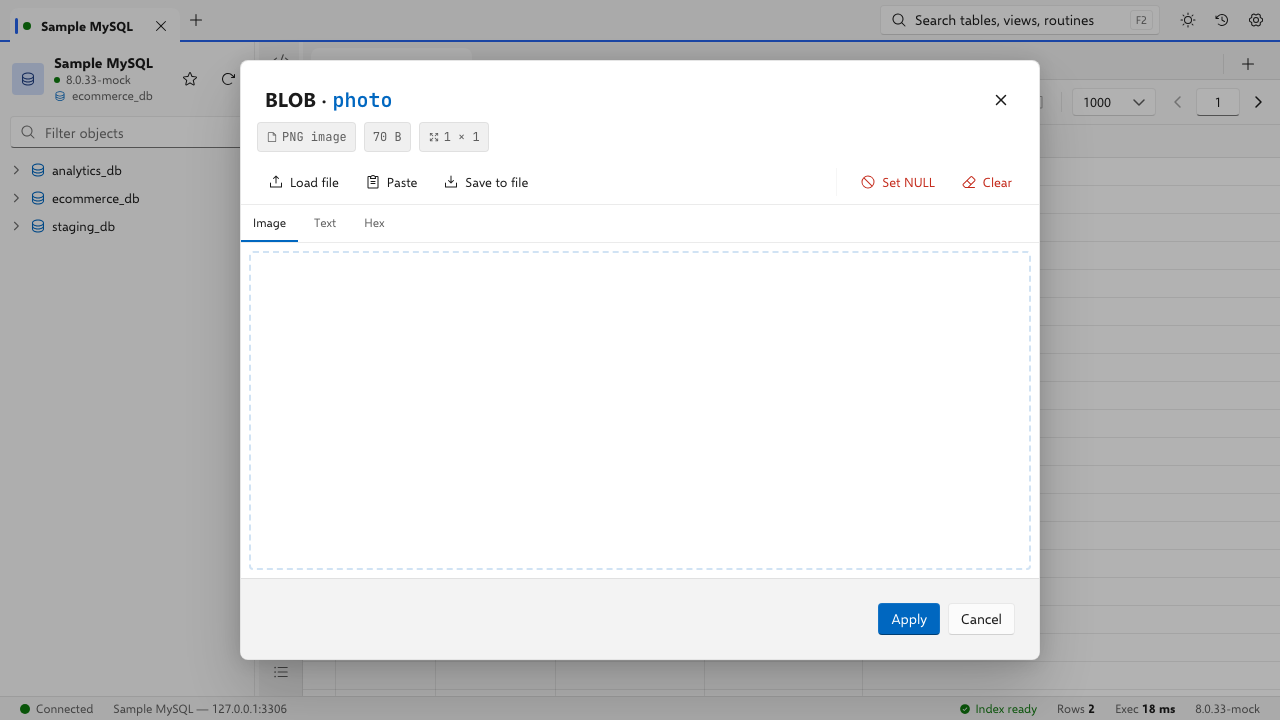 Sample MySQL
Search tables, views, routines
F2
Sample MySQL
8.0.33-mock
ecommerce_db
Filter objects
analytics_db
ecommerce_db
staging_db
1000
1
BLOB · photo
PNG image
70 B
1 × 1
Load file
Paste
Save to file
Set NULL
Clear
Image
Text
Hex
Apply
Cancel
Connected
Sample MySQL — 127.0.0.1:3306
Index ready
Rows 2
Exec 18 ms
8.0.33-mock